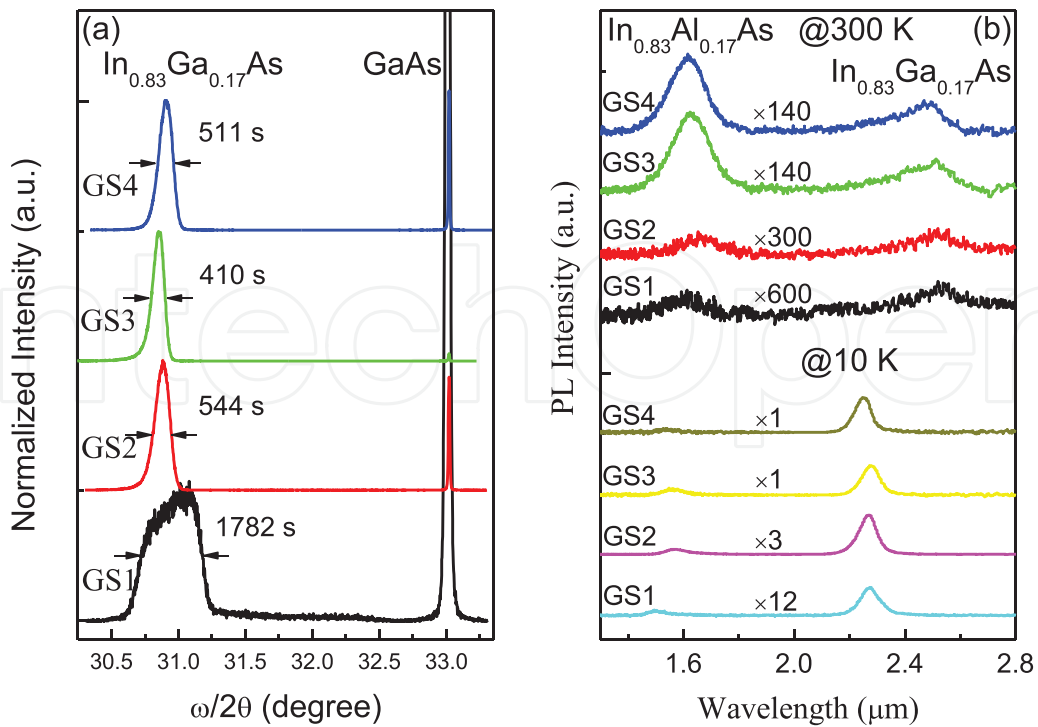 (a)
In0.83Ga0.17As
GaAs
GS4
511 s
GS3
410 s
GS2
544 s
GS1
1782 s
Normalized Intensity (a.u.)
30.5 31.0 31.5 32.0 32.5 33.0
ω/2θ (degree)
In0.83Al0.17As @300 K (b)
In0.83Ga0.17As
GS4
×140
GS3
×140
GS2
×300
GS1
×600
@10 K
GS4
×1
GS3
×1
GS2
×3
GS1
×12
PL Intensity (a.u.)
1.6 2.0 2.4 2.8
Wavelength (μm)
ntechOpen